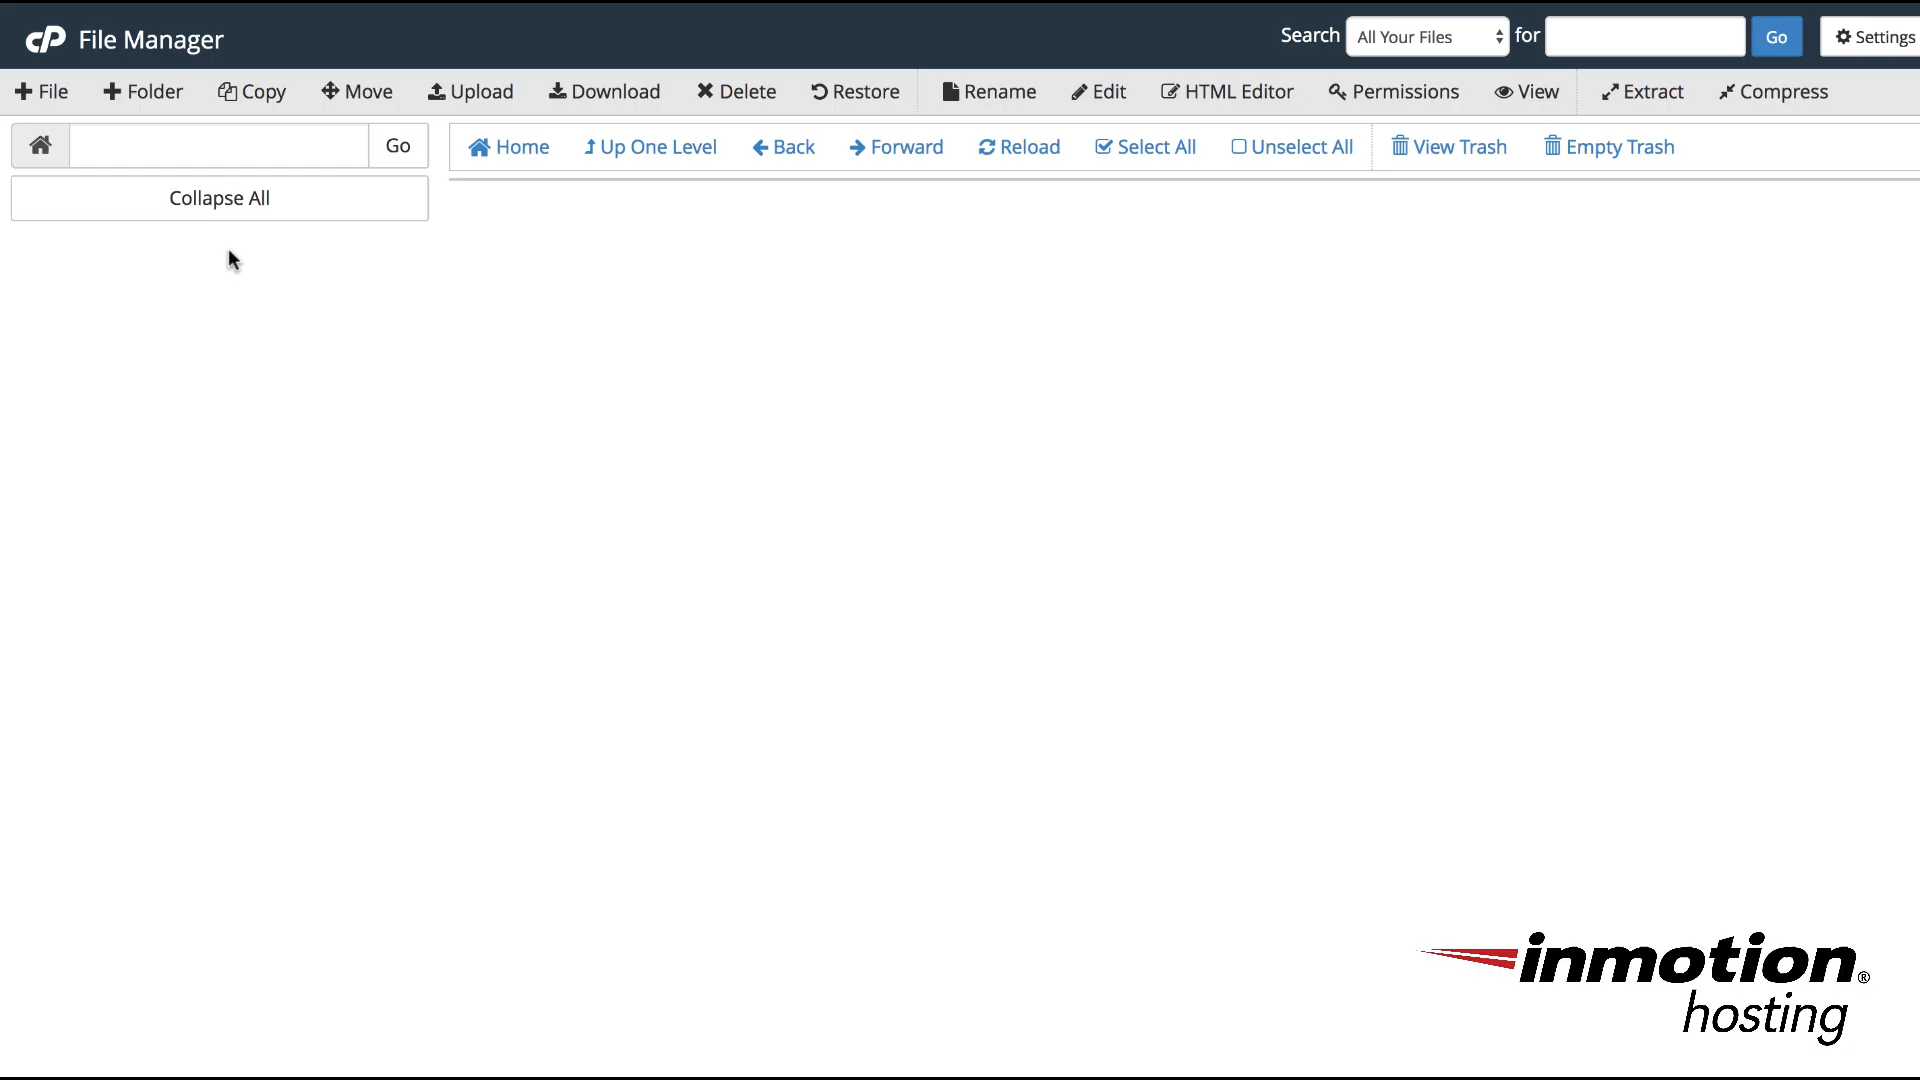 cP File Manager
Search All Your Files for Go Settings
File Folder Copy Move Upload Download Delete Restore Rename Edit HTML Editor Permissions View Extract Compress
Go Home Up One Level Back Forward Reload Select All Unselect All View Trash Empty Trash
Collapse All
inmotion®
hosting